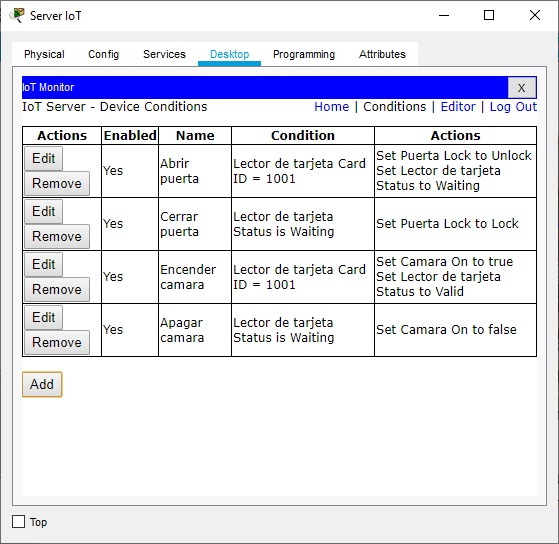 Server IoT
Physical Config Services Desktop Programming Attributes
IoT Monitor X
IoT Server - Device Conditions Home | Conditions | Editor | Log Out
Actions Enabled Name Condition Actions
Edit
Remove
Yes
Abrir
puerta
Lector de tarjeta Card
ID = 1001
Set Puerta Lock to Unlock
Set Lector de tarjeta
Status to Waiting
Edit
Remove
Yes
Cerrar
puerta
Lector de tarjeta
Status is Waiting
Set Puerta Lock to Lock
Edit
Remove
Yes
Encender
camara
Lector de tarjeta Card
ID = 1001
Set Camara On to true
Set Lector de tarjeta
Status to Valid
Edit
Remove
Yes
Apagar
camara
Lector de tarjeta
Status is Waiting
Set Camara On to false
Add
Top